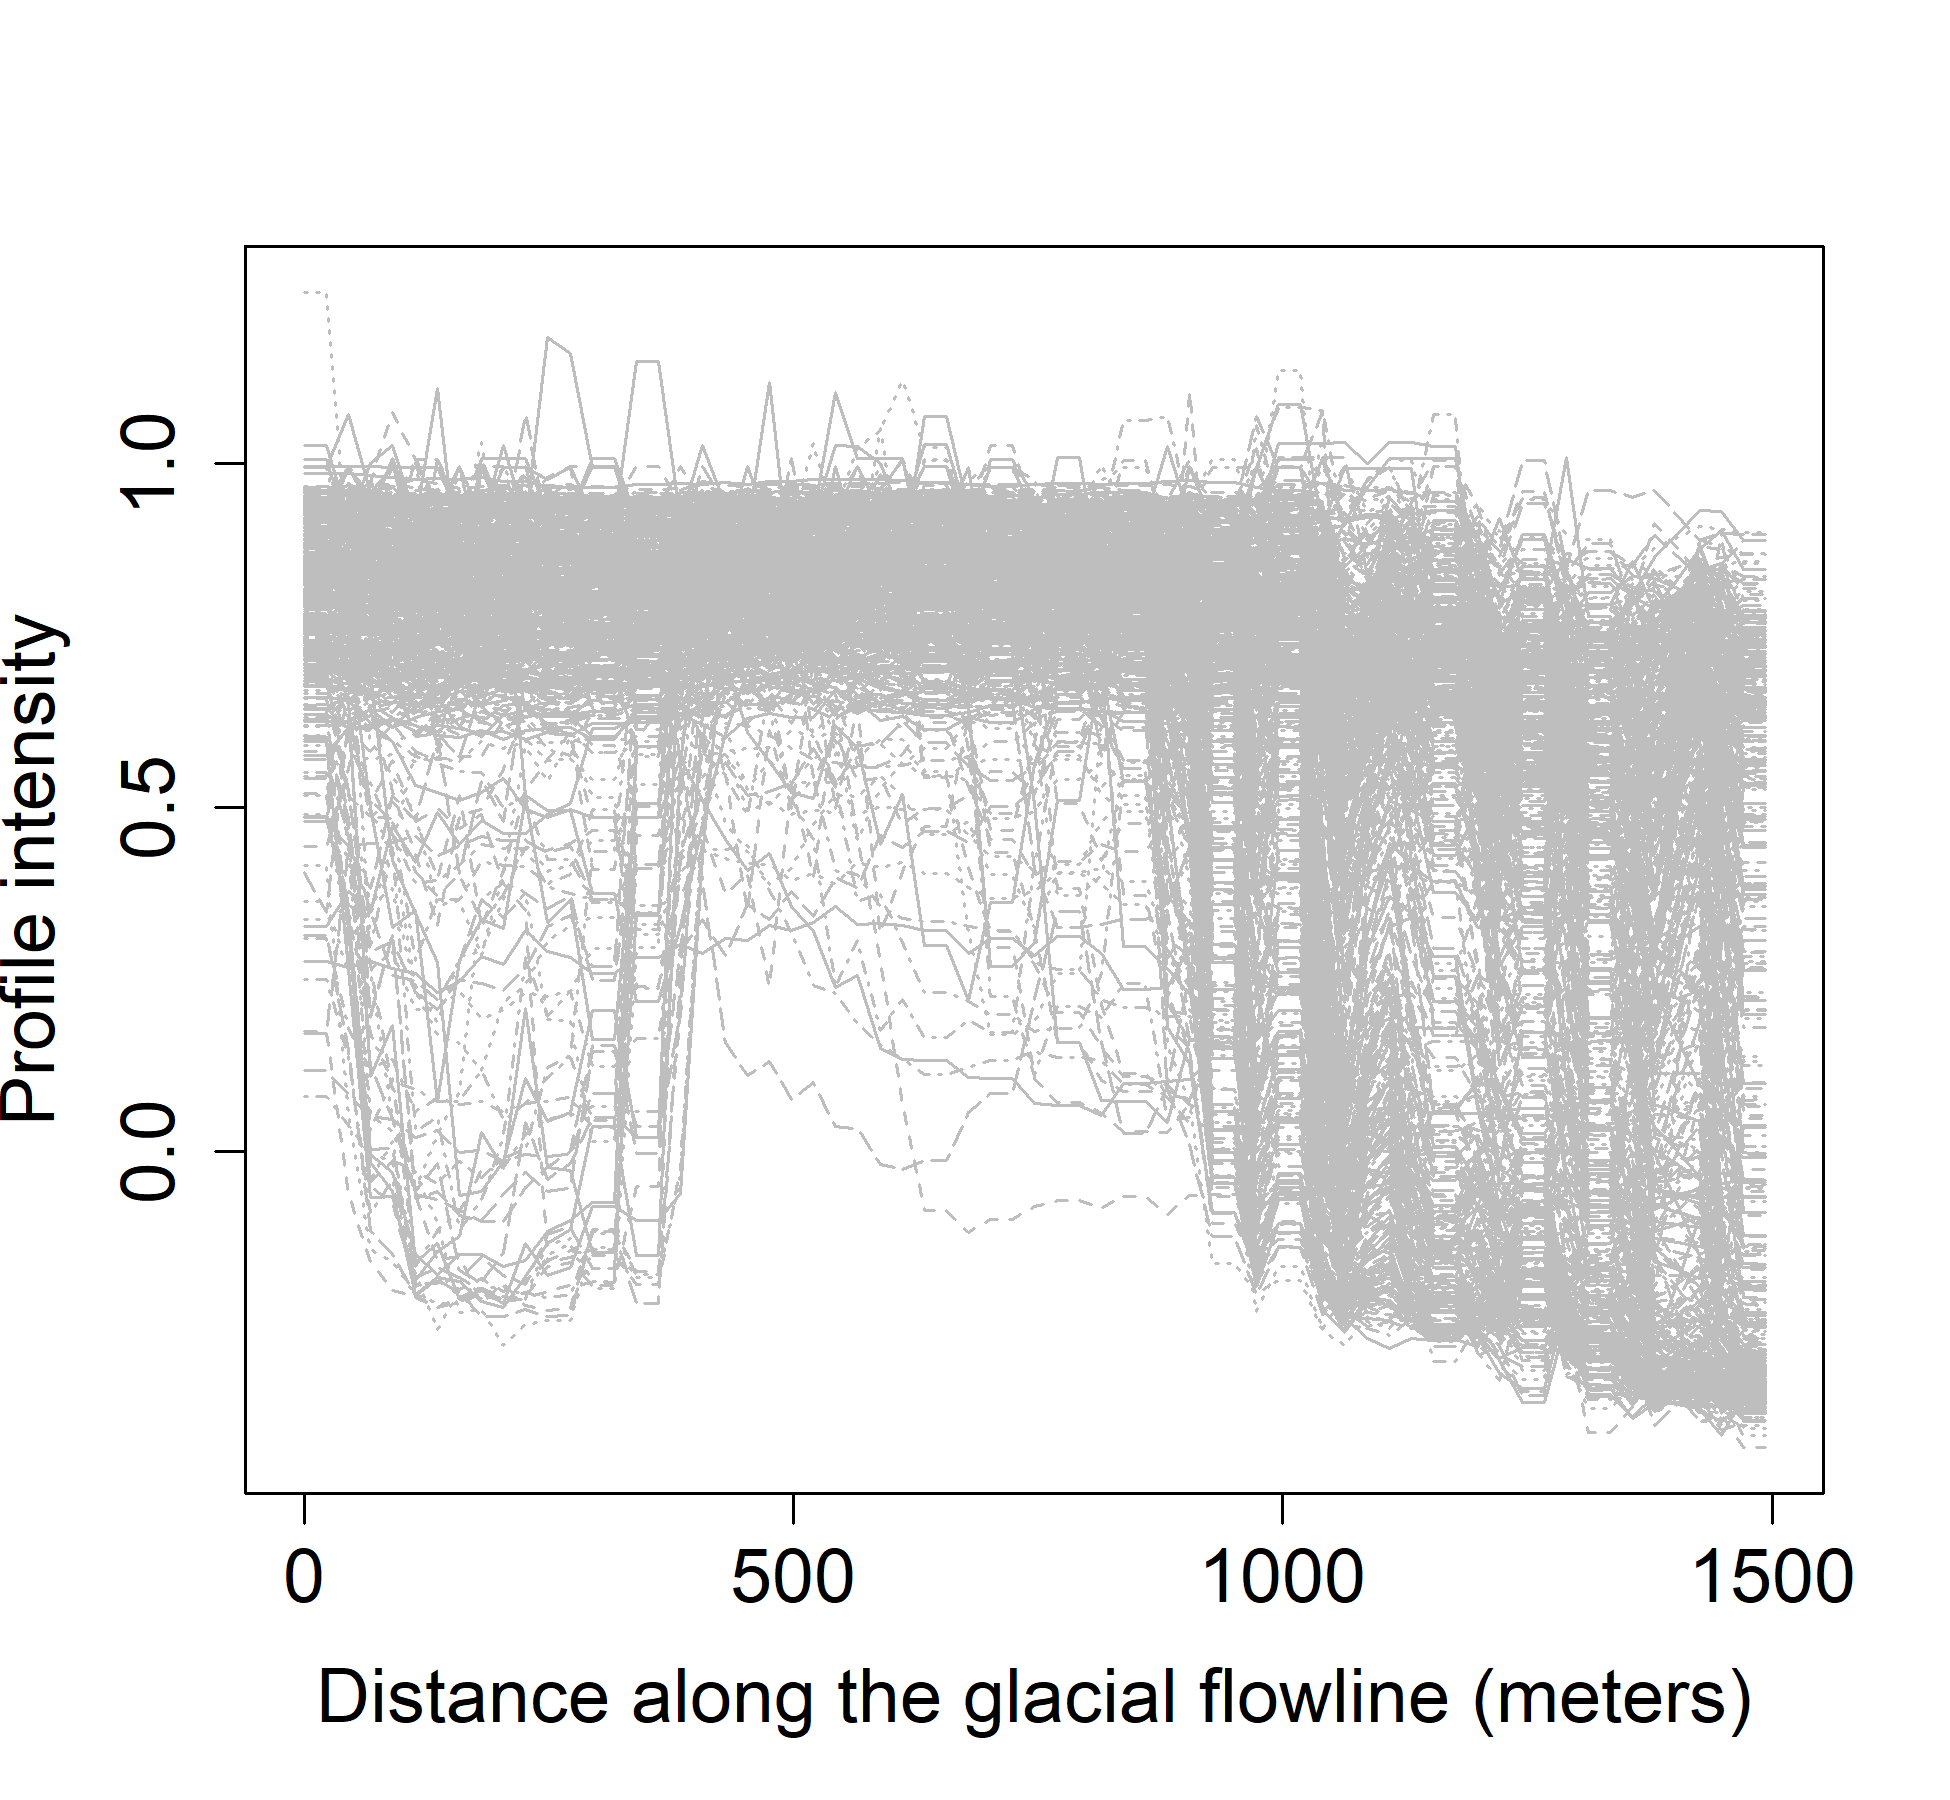 Profile intensity
1.0
0.5
0.0
0 500 1000 1500
Distance along the glacial flowline (meters)